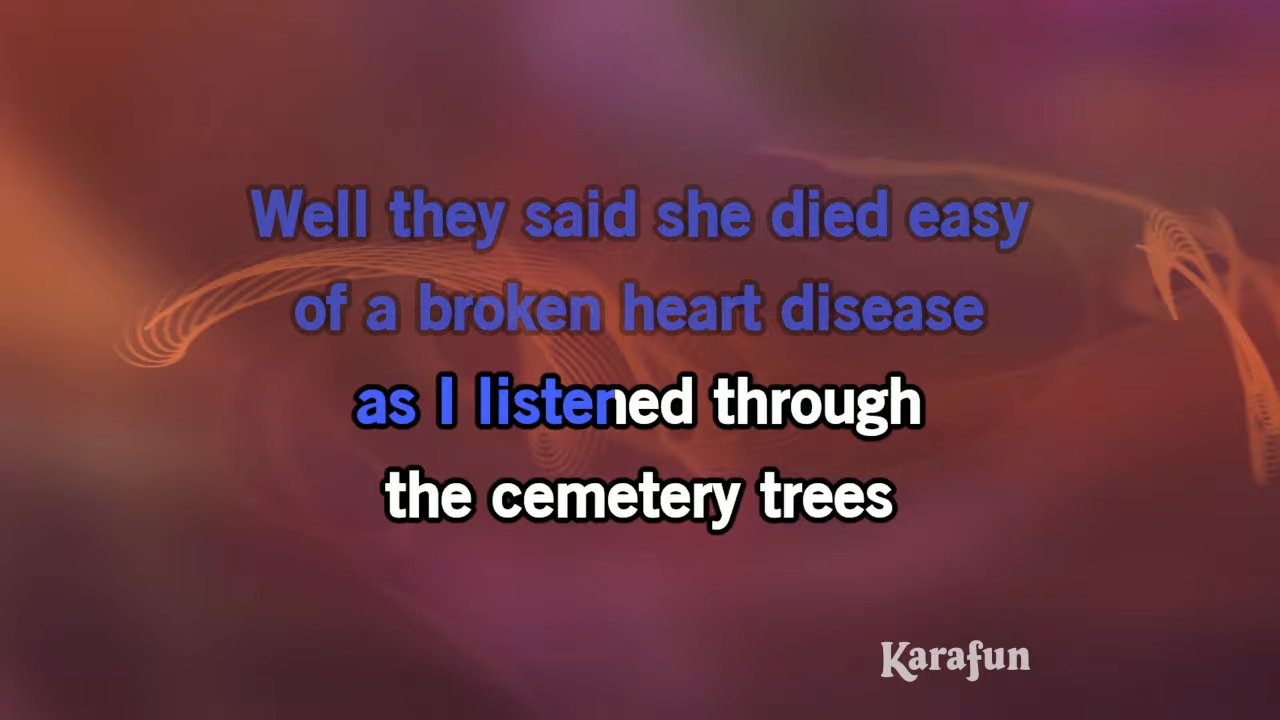 Well they said she died easy
of a broken heart disease
as I listened through
the cemetery trees
Karafun